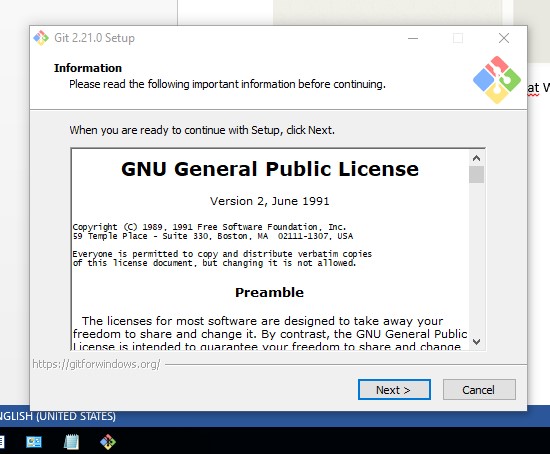 Git 2.21.0 Setup
Information
Please read the following important information before continuing.
at W
When you are ready to continue with Setup, click Next.
GNU General Public License
Version 2, June 1991
Copyright (C) 1989, 1991 Free Software Foundation, Inc.
59 Temple Place - Suite 330, Boston, MA  02111-1307, USA
Everyone is permitted to copy and distribute verbatim copies
of this license document, but changing it is not allowed.
Preamble
The licenses for most software are designed to take away your
freedom to share and change it. By contrast, the GNU General Public
License is intended to guarantee your freedom to share and change
https://gitforwindows.org/
Next >
Cancel
NGLISH (UNITED STATES)